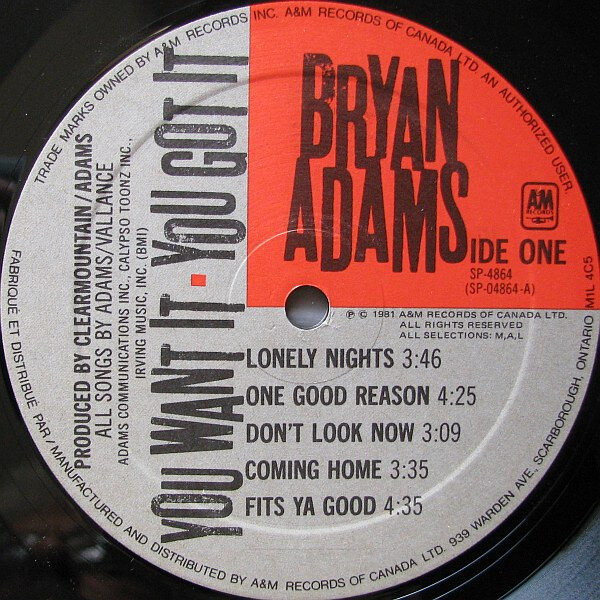 TRADE MARKS OWNED BY A&M RECORDS INC. A&M RECORDS OF CANADA LTD AN AUTHORIZED USER.
BRYAN
ADAMS
A&M
RECORDS
SIDE ONE
SP-4864
(SP-04864-A)
℗ © 1981 A&M RECORDS OF CANADA LTD.
ALL RIGHTS RESERVED
ALL SELECTIONS: M,A,L
YOU WANT IT · YOU GOT IT
PRODUCED BY CLEARMOUNTAIN/ADAMS
ALL SONGS BY ADAMS/VALLANCE
ADAMS COMMUNICATIONS INC., CALYPSO TOONZ INC.,
IRVING MUSIC, INC. (BMI)
LONELY NIGHTS 3:46
ONE GOOD REASON 4:25
DON'T LOOK NOW 3:09
COMING HOME 3:35
FITS YA GOOD 4:35
FABRIQUÉ ET DISTRIBUÉ PAR/MANUFACTURED AND DISTRIBUTED BY A&M RECORDS OF CANADA LTD. 939 WARDEN AVE., SCARBOROUGH, ONTARIO M1L 4C5